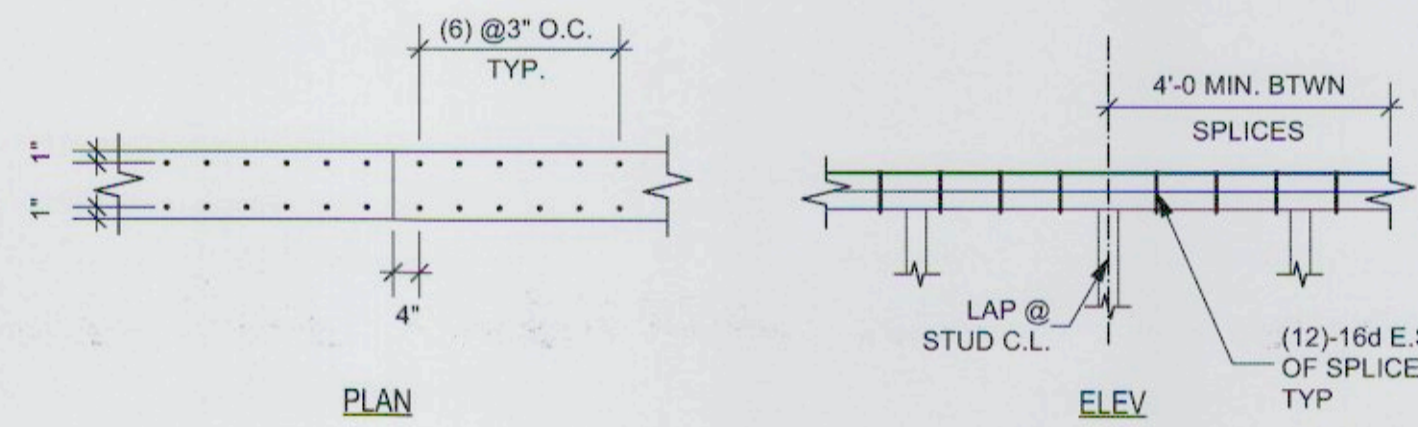 (6) @3" O.C.
TYP.
1"
1"
4"
PLAN
4'-0 MIN. BTWN
SPLICES
LAP @
STUD C.L.
(12)-16d E.S
OF SPLICE
TYP
ELEV